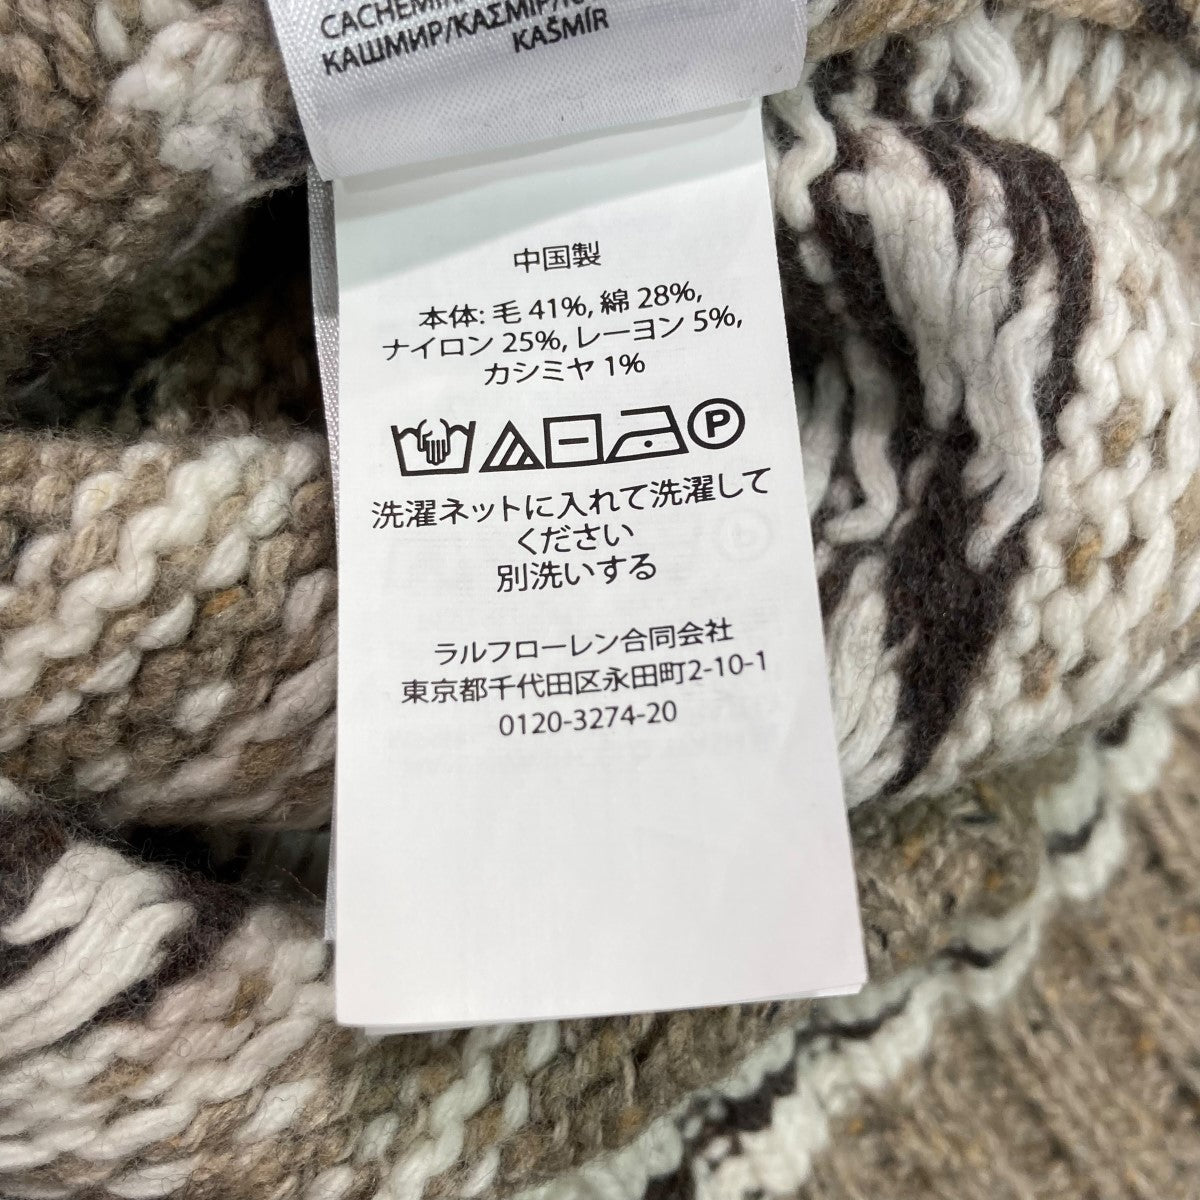 КАШМИР/ΚΑΣΜΙΡ/
KAŠMÍR
中国製
本体: 毛 41%, 綿 28%,
ナイロン 25%, レーヨン 5%,
カシミヤ 1%
P
洗濯ネットに入れて洗濯して
ください
別洗いする
ラルフローレン合同会社
東京都千代田区永田町2-10-1
0120-3274-20